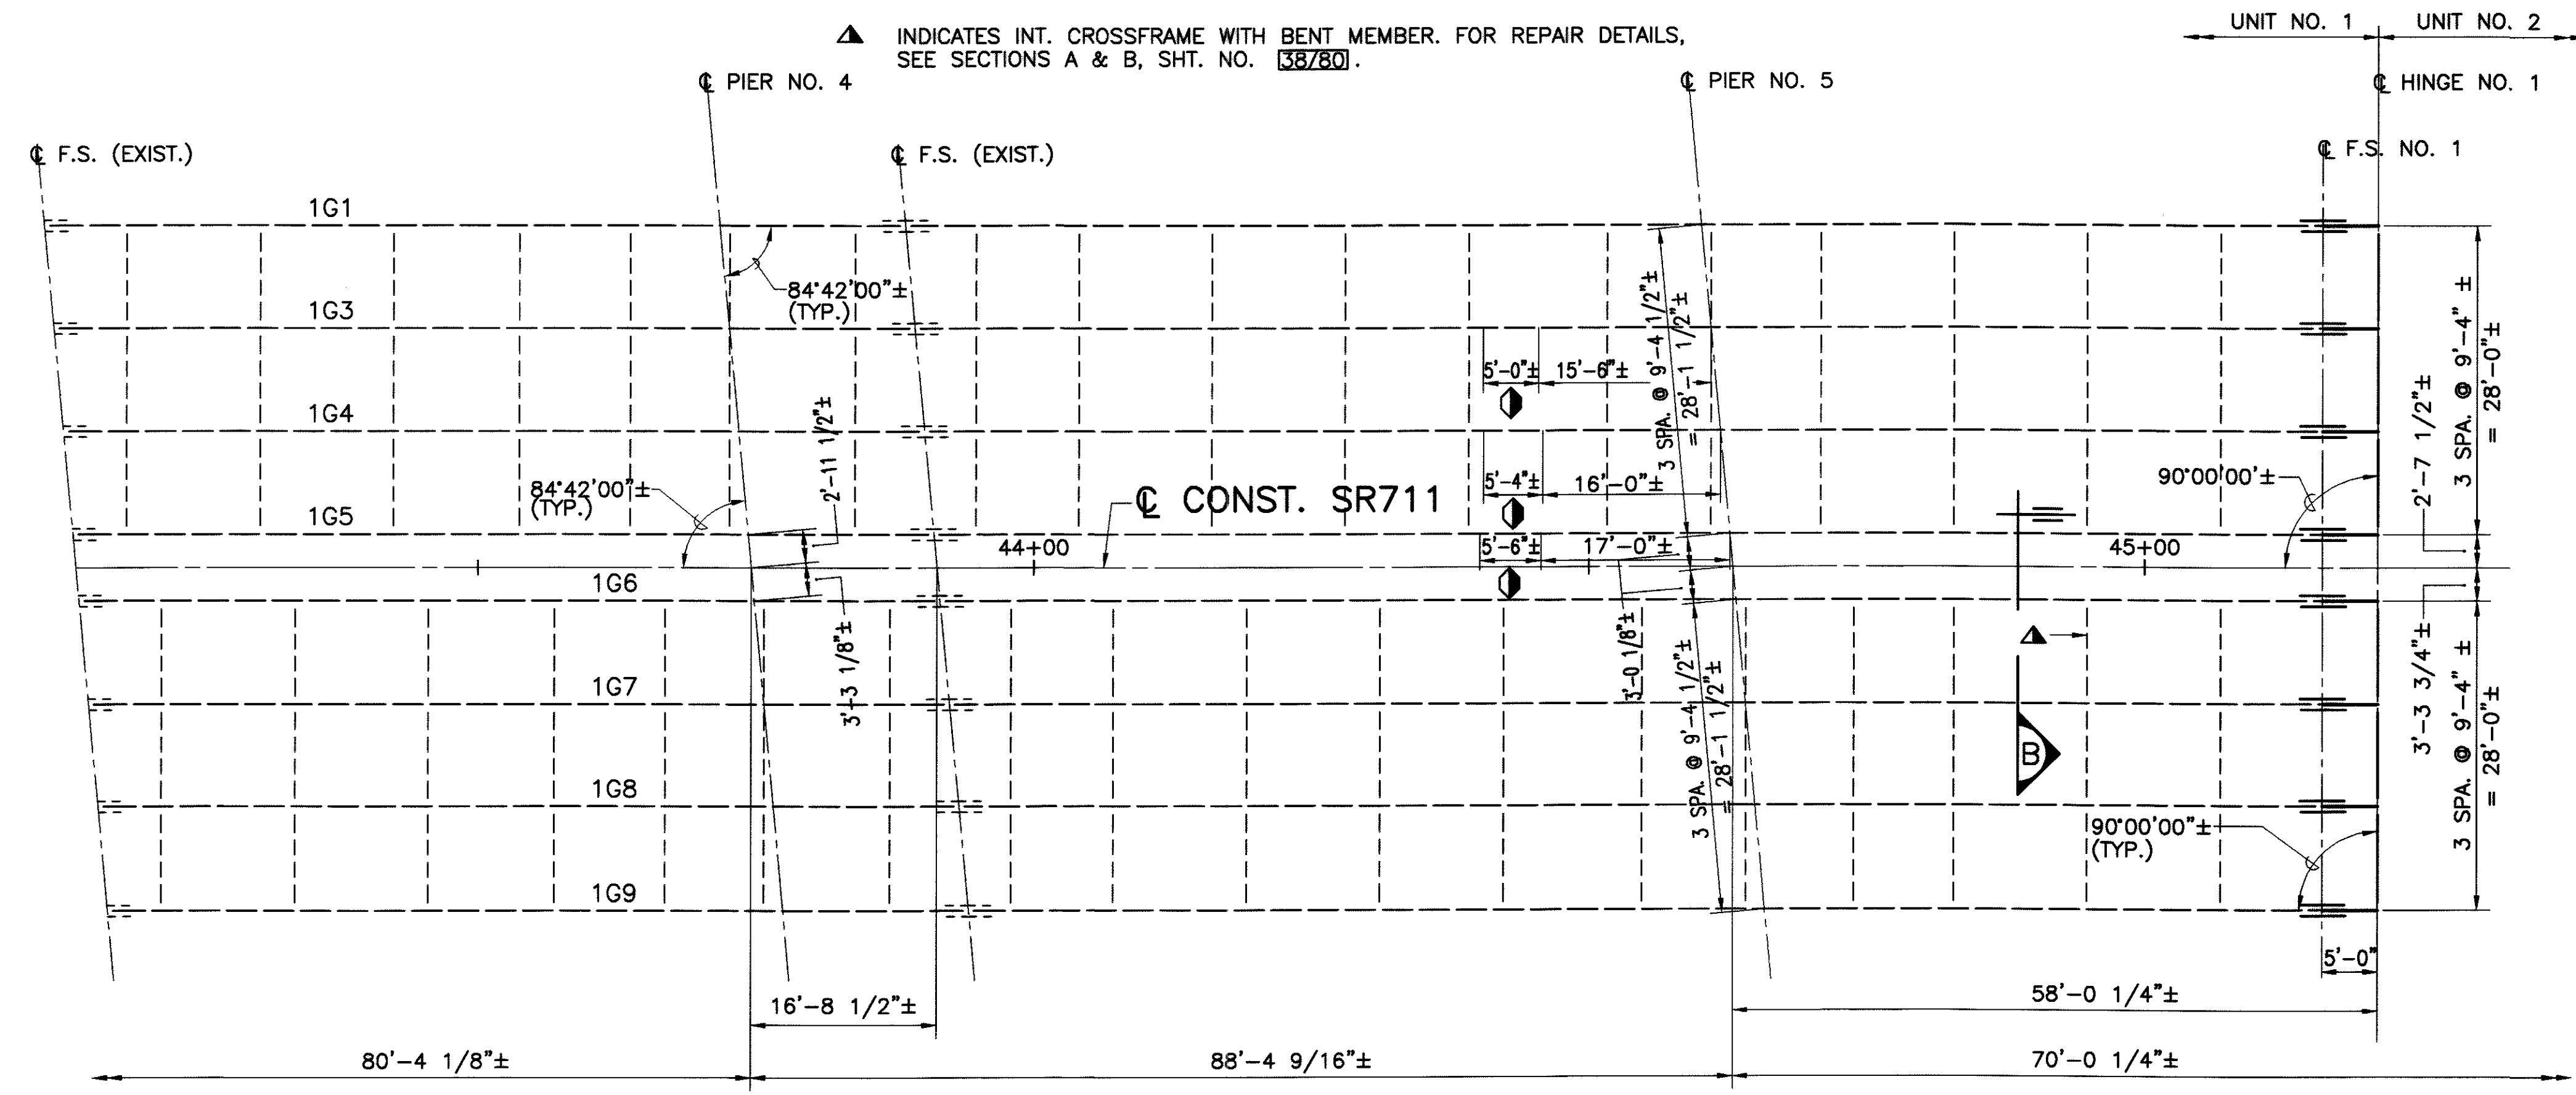 INDICATES INT. CROSSFRAME WITH BENT MEMBER. FOR REPAIR DETAILS,
SEE SECTIONS A & B, SHT. NO. 38/80.
UNIT NO. 1
UNIT NO. 2
℄ PIER NO. 4
℄ PIER NO. 5
℄ HINGE NO. 1
℄ F.S. (EXIST.)
℄ F.S. (EXIST.)
℄ F.S. NO. 1
1G1
84°42'00"±
(TYP.)
1G3
5'-0"±
15'-6"±
3 SPA. @ 9'-4 1/2"±
= 28'-1 1/2"±
3 SPA. @ 9'-4" ±
= 28'-0"±
1G4
2'-11 1/2"±
84°42'00"±
(TYP.)
℄ CONST. SR711
5'-4"±
16'-0"±
90°00'00'±
2'-7 1/2"±
1G5
44+00
5'-6"±
17'-0"±
45+00
1G6
3'-3 1/8"±
3'-0 1/8"±
3'-3 3/4"±
1G7
3 SPA. @ 9'-4 1/2"±
= 28'-1 1/2"±
B
3 SPA. @ 9'-4" ±
= 28'-0"±
1G8
90°00'00"±
(TYP.)
1G9
5'-0"
16'-8 1/2"±
58'-0 1/4"±
80'-4 1/8"±
88'-4 9/16"±
70'-0 1/4"±